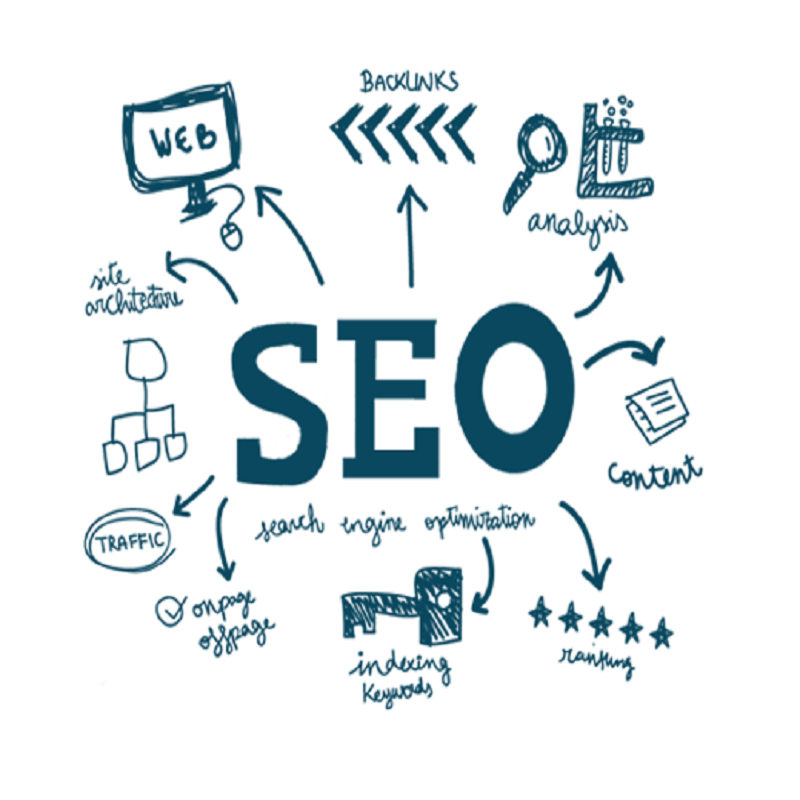 BACKLINKS
WEB
analysis
site
architecture
SEO
content
search engine optimization
TRAFFIC
onpage
offpage
indexing
Keywords
ranking